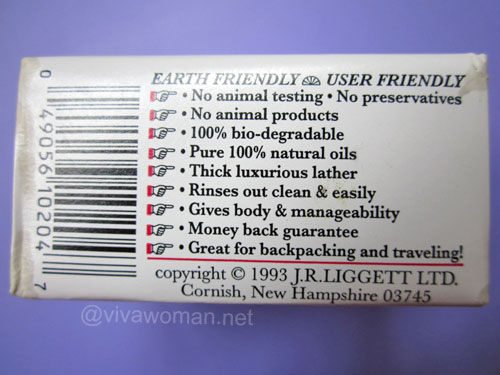 EARTH FRIENDLY USER FRIENDLY
• No animal testing • No preservatives
• No animal products
• 100% bio-degradable
• Pure 100% natural oils
• Thick luxurious lather
• Rinses out clean & easily
• Gives body & manageability
• Money back guarantee
• Great for backpacking and traveling!
copyright © 1993 J.R.LIGGETT LTD.
Cornish, New Hampshire 03745
0 49056 10204 7
@vivawoman.net